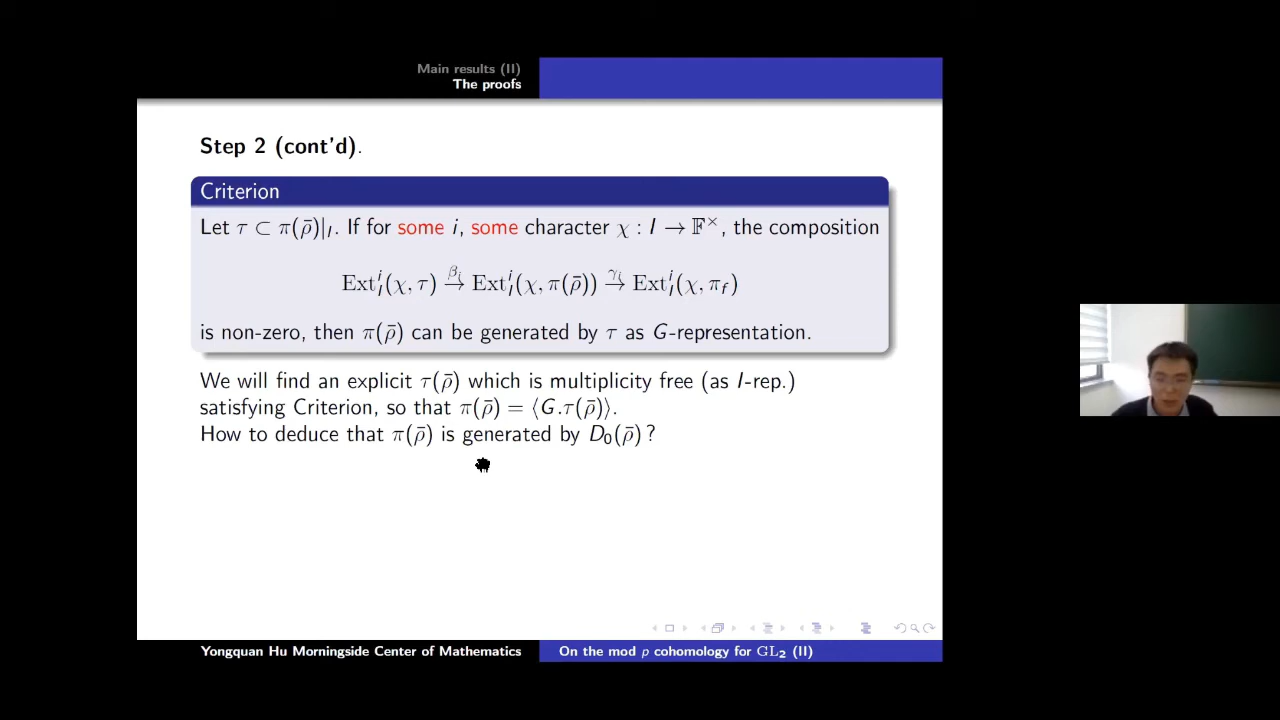 Main results (II)
The proofs
Step 2 (cont'd).
Criterion
Let τ ⊂ π(ρ̄)|_I. If for some i, some character χ : I → 𝔽^×, the composition
Ext^i_I(χ, τ) →^{β_i} Ext^i_I(χ, π(ρ̄)) →^{γ_i} Ext^i_I(χ, π_f)
is non-zero, then π(ρ̄) can be generated by τ as G-representation.
We will find an explicit τ(ρ̄) which is multiplicity free (as I-rep.)
satisfying Criterion, so that π(ρ̄) = ⟨G.τ(ρ̄)⟩.
How to deduce that π(ρ̄) is generated by D₀(ρ̄)?
Yongquan Hu Morningside Center of Mathematics
On the mod p cohomology for GL₂ (II)